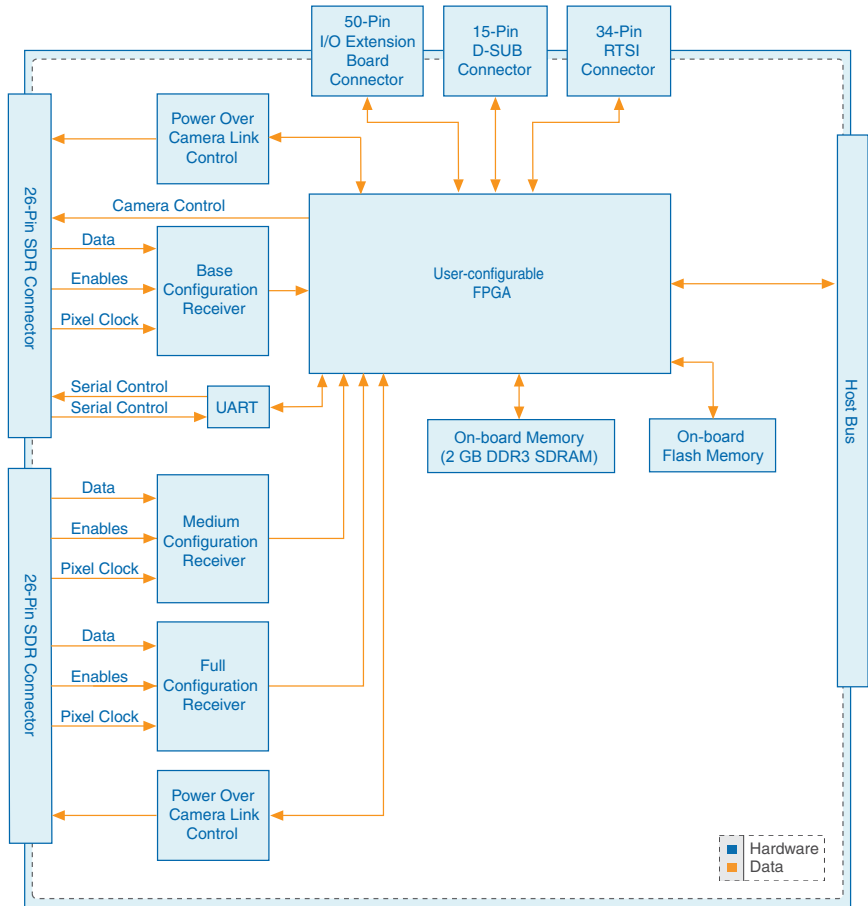 50-Pin
I/O Extension
Board
Connector
15-Pin
D-SUB
Connector
34-Pin
RTSI
Connector
Power Over
Camera Link
Control
26-Pin SDR Connector
Camera Control
Data
Enables
Pixel Clock
Base
Configuration
Receiver
User-configurable
FPGA
Serial Control
Serial Control
UART
On-board Memory
(2 GB DDR3 SDRAM)
On-board
Flash Memory
Host Bus
26-Pin SDR Connector
Data
Enables
Pixel Clock
Medium
Configuration
Receiver
Data
Enables
Pixel Clock
Full
Configuration
Receiver
Power Over
Camera Link
Control
Hardware
Data